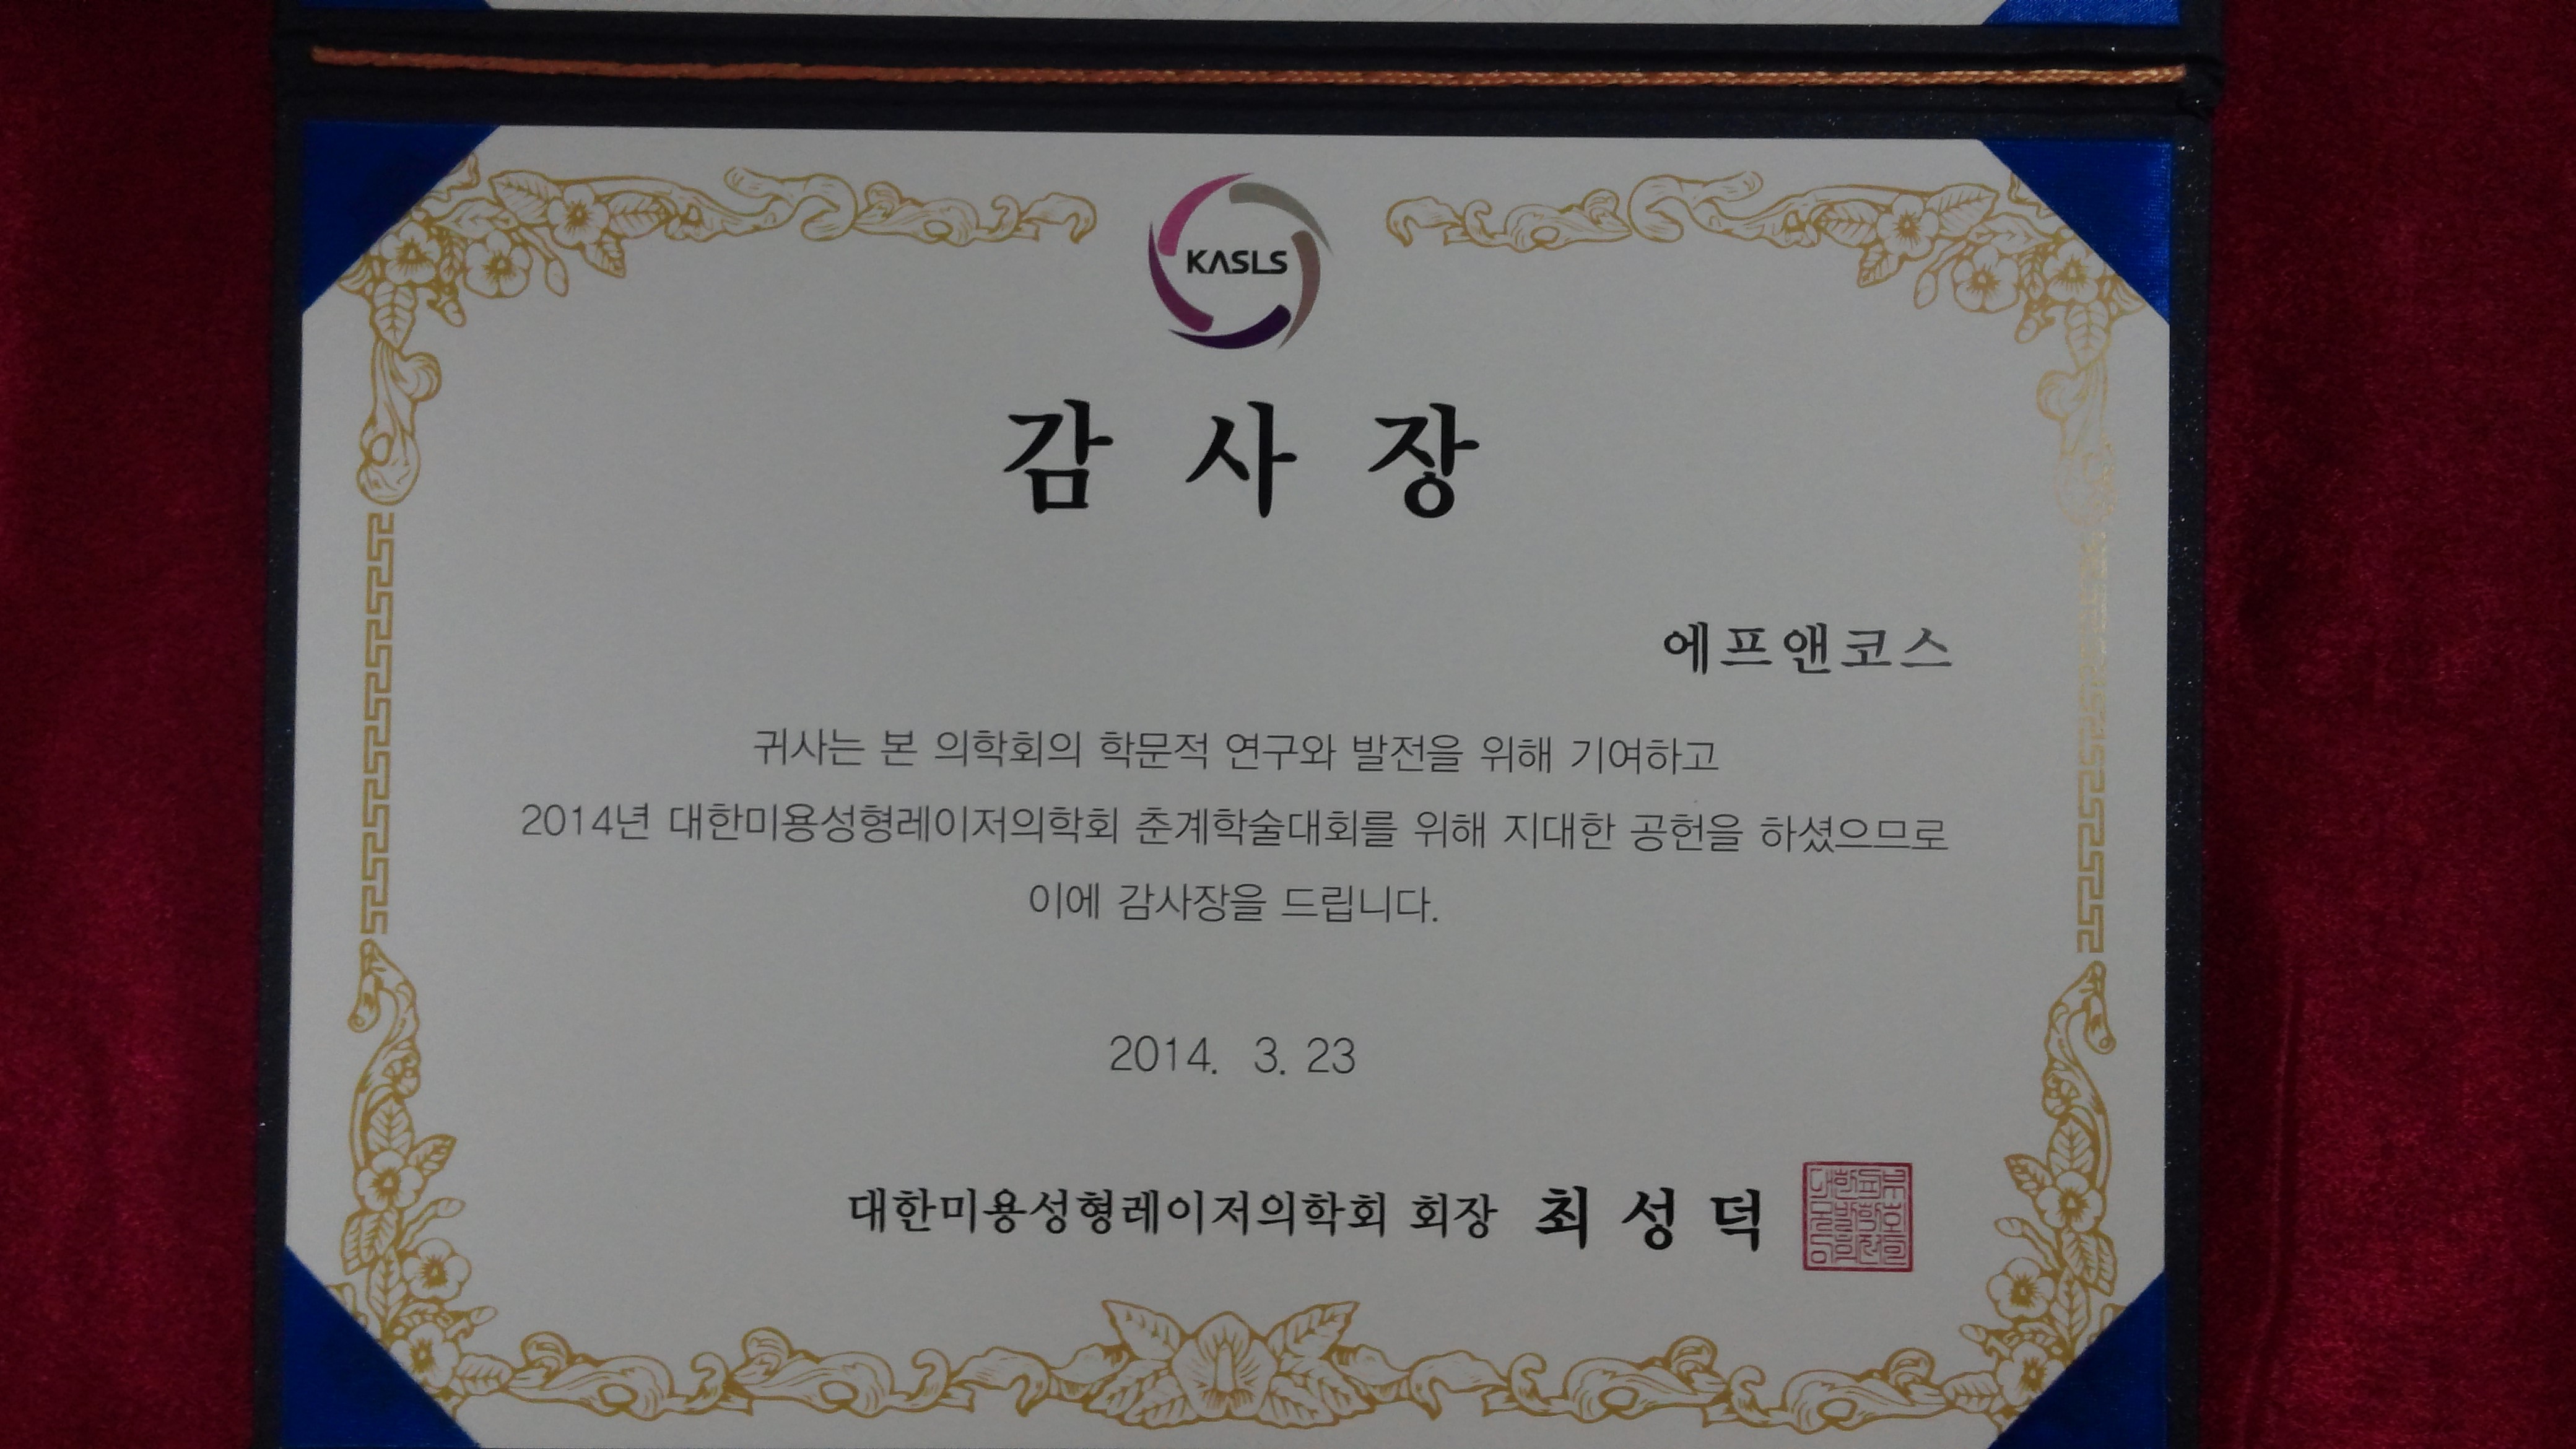 KASLS
감 사 장
에프앤코스
귀사는 본 의학회의 학문적 연구와 발전을 위해 기여하고
2014년 대한미용성형레이저의학회 춘계학술대회를 위해 지대한 공헌을 하셨으므로
이에 감사장을 드립니다.
2014. 3. 23
대한미용성형레이저의학회 회장 최 성 덕